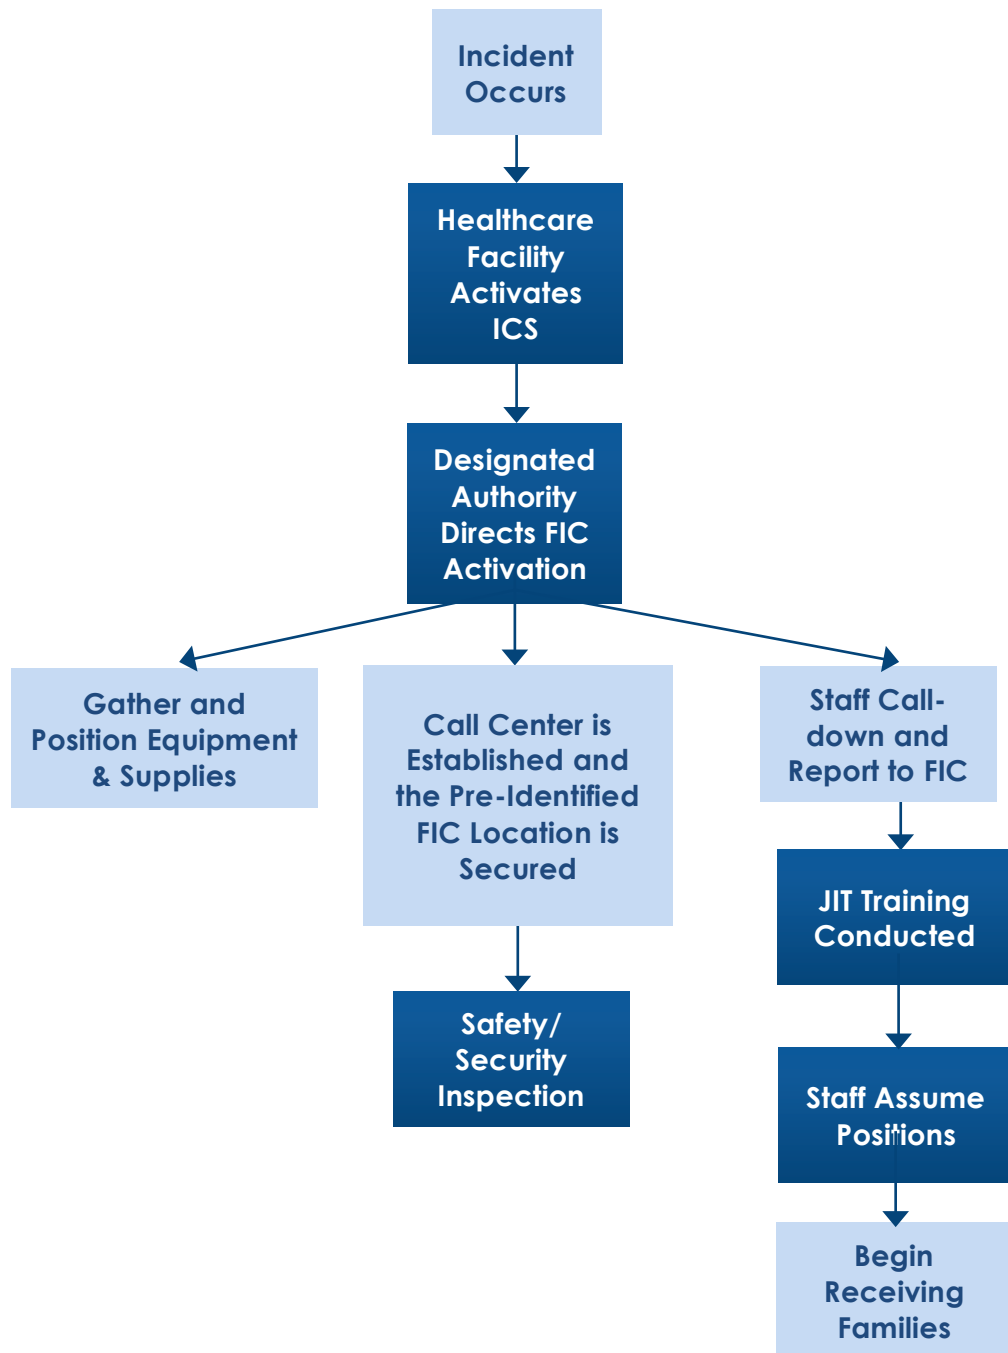 Incident
Occurs
Healthcare
Facility
Activates
ICS
Designated
Authority
Directs FIC
Activation
Gather and
Position Equipment
& Supplies
Call Center is
Established and
the Pre-Identified
FIC Location is
Secured
Staff Call-
down and
Report to FIC
Safety/
Security
Inspection
JIT Training
Conducted
Staff Assume
Positions
Begin
Receiving
Families